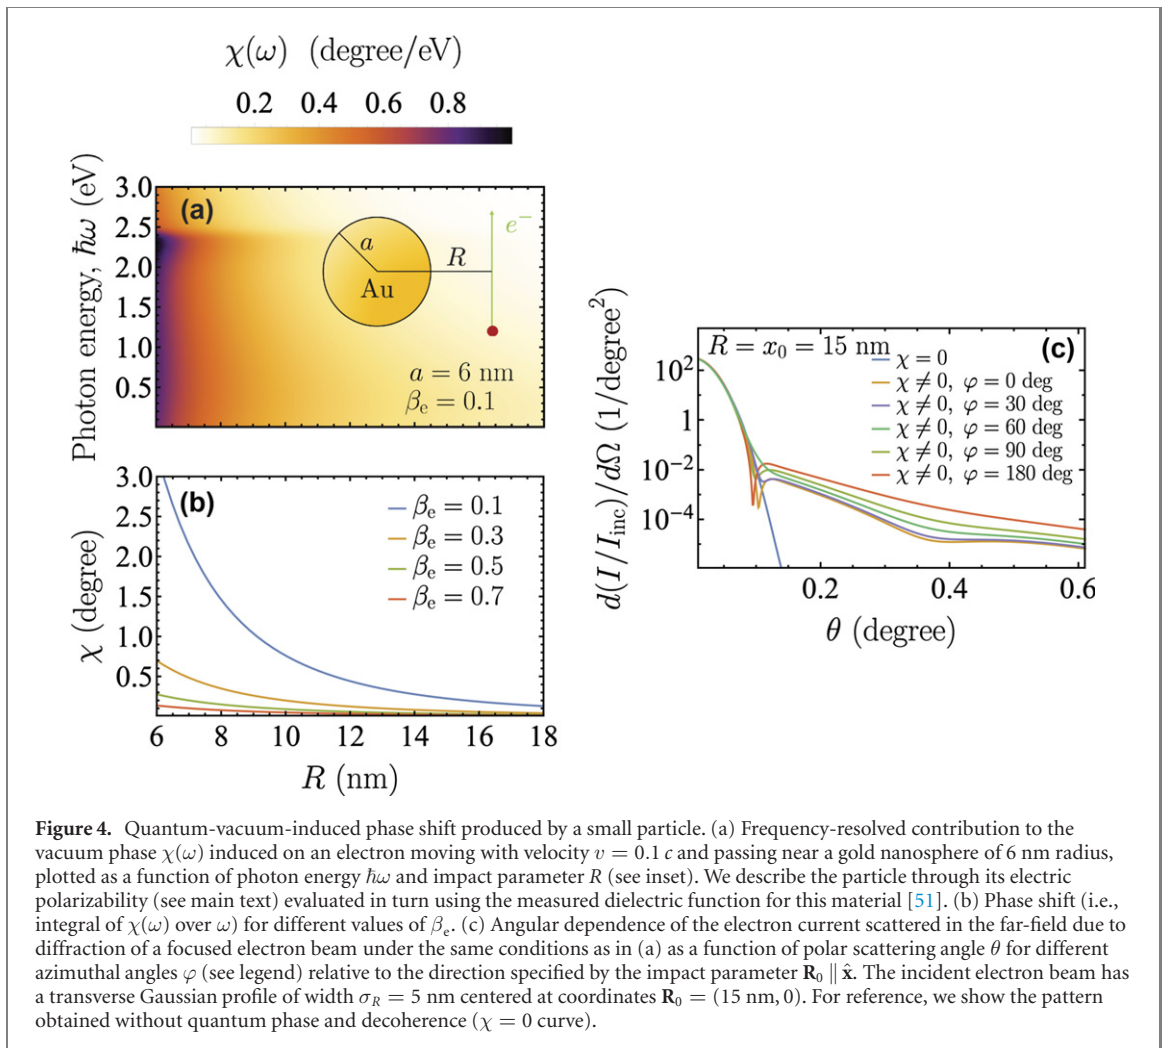 χ(ω) (degree/eV)
0.2 0.4 0.6 0.8
Photon energy, ħω (eV)
3.0
2.5
2.0
1.5
1.0
0.5
(a)
a
R
e⁻
Au
a = 6 nm
βₑ = 0.1
χ (degree)
3.0
2.5
2.0
1.5
1.0
0.5
(b)
βₑ = 0.1
βₑ = 0.3
βₑ = 0.5
βₑ = 0.7
6 8 10 12 14 16 18
R (nm)
d(I/I_inc)/dΩ (1/degree²)
10²
1
10⁻²
10⁻⁴
R = x₀ = 15 nm
(c)
χ = 0
χ ≠ 0, φ = 0 deg
χ ≠ 0, φ = 30 deg
χ ≠ 0, φ = 60 deg
χ ≠ 0, φ = 90 deg
χ ≠ 0, φ = 180 deg
0.2 0.4 0.6
θ (degree)
Figure 4. Quantum-vacuum-induced phase shift produced by a small particle. (a) Frequency-resolved contribution to the
vacuum phase χ(ω) induced on an electron moving with velocity v = 0.1 c and passing near a gold nanosphere of 6 nm radius,
plotted as a function of photon energy ħω and impact parameter R (see inset). We describe the particle through its electric
polarizability (see main text) evaluated in turn using the measured dielectric function for this material [51]. (b) Phase shift (i.e.,
integral of χ(ω) over ω) for different values of βₑ. (c) Angular dependence of the electron current scattered in the far-field due to
diffraction of a focused electron beam under the same conditions as in (a) as a function of polar scattering angle θ for different
azimuthal angles φ (see legend) relative to the direction specified by the impact parameter R₀ ∥ x̂. The incident electron beam has
a transverse Gaussian profile of width σ_R = 5 nm centered at coordinates R₀ = (15 nm, 0). For reference, we show the pattern
obtained without quantum phase and decoherence (χ = 0 curve).